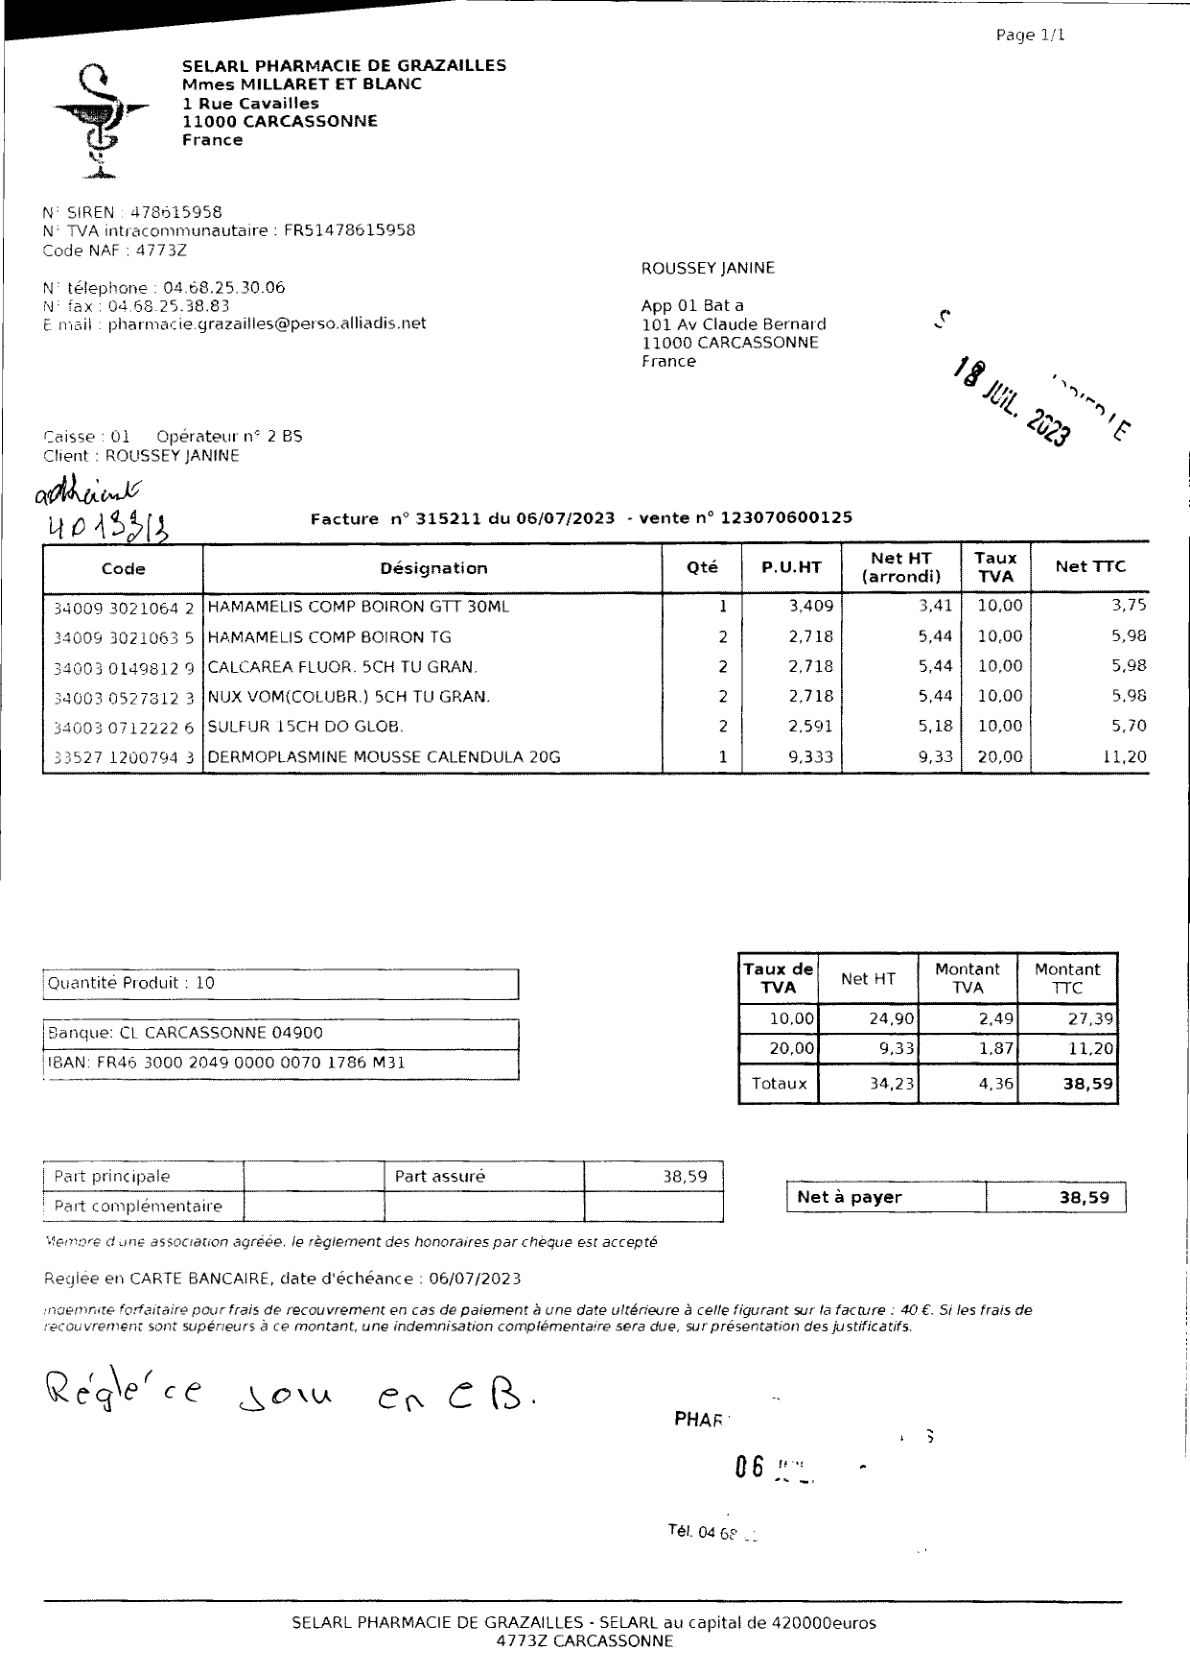 Page 1/1
SELARL PHARMACIE DE GRAZAILLES
Mmes MILLARET ET BLANC
1 Rue Cavailles
11000 CARCASSONNE
France
N° SIREN : 478615958
N° TVA intracommunautaire : FR51478615958
Code NAF : 4773Z
N° télephone : 04.68.25.30.06
N° fax : 04.68.25.38.83
E mail : pharmacie.grazailles@perso.alliadis.net
ROUSSEY JANINE
App 01 Bat a
101 Av Claude Bernard
11000 CARCASSONNE
France
18 JUIL. 2023
Caisse : 01 Opérateur n° 2 BS
Client : ROUSSEY JANINE
adhérent
40133/3
Facture n° 315211 du 06/07/2023 - vente n° 123070600125
Code Désignation Qté P.U.HT Net HT (arrondi) Taux TVA Net TTC
34009 3021064 2 HAMAMELIS COMP BOIRON GTT 30ML 1 3,409 3,41 10,00 3,75
34009 3021063 5 HAMAMELIS COMP BOIRON TG 2 2,718 5,44 10,00 5,98
34003 0149812 9 CALCAREA FLUOR. 5CH TU GRAN. 2 2,718 5,44 10,00 5,98
34003 0527812 3 NUX VOM(COLUBR.) 5CH TU GRAN. 2 2,718 5,44 10,00 5,98
34003 0712222 6 SULFUR 15CH DO GLOB. 2 2,591 5,18 10,00 5,70
33527 1200794 3 DERMOPLASMINE MOUSSE CALENDULA 20G 1 9,333 9,33 20,00 11,20
Quantité Produit : 10
Banque: CL CARCASSONNE 04900
IBAN: FR46 3000 2049 0000 0070 1786 M31
Taux de TVA Net HT Montant TVA Montant TTC
10,00 24,90 2,49 27,39
20,00 9,33 1,87 11,20
Totaux 34,23 4,36 38,59
Part principale Part assuré 38,59
Part complémentaire
Net à payer 38,59
Membre d'une association agréée, le règlement des honoraires par chèque est accepté
Reglée en CARTE BANCAIRE, date d'échéance : 06/07/2023
Indemnité forfaitaire pour frais de recouvrement en cas de paiement à une date ultérieure à celle figurant sur la facture : 40 €. Si les frais de
recouvrement sont supérieurs à ce montant, une indemnisation complémentaire sera due, sur présentation des justificatifs.
Réglé ce jour en CB.
PHAR
06
Tél. 04 68
SELARL PHARMACIE DE GRAZAILLES - SELARL au capital de 420000euros
4773Z CARCASSONNE